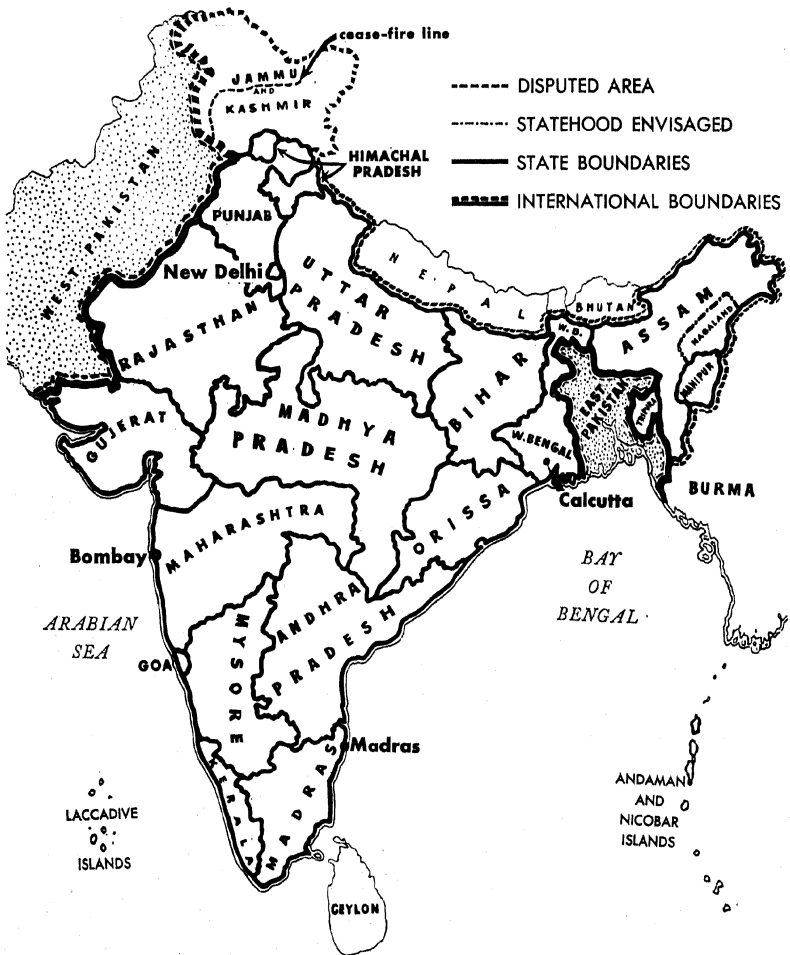 cease-fire line
JAMMU
AND
KASHMIR
DISPUTED AREA
STATEHOOD ENVISAGED
STATE BOUNDARIES
INTERNATIONAL BOUNDARIES
HIMACHAL
PRADESH
WEST PAKISTAN
PUNJAB
New Delhi
UTTAR
PRADESH
NEPAL
BHUTAN
ASSAM
NAGALAND
MANIPUR
RAJASTHAN
BIHAR
EAST
PAKISTAN
TRIPURA
W.B.
GUJERAT
MADHYA
PRADESH
W.BENGAL
Calcutta
BURMA
MAHARASHTRA
ORISSA
Bombay
BAY
OF
BENGAL
ARABIAN
SEA
ANDHRA
PRADESH
MYSORE
GOA
Madras
KERALA
MADRAS
LACCADIVE
ISLANDS
ANDAMAN
AND
NICOBAR
ISLANDS
CEYLON